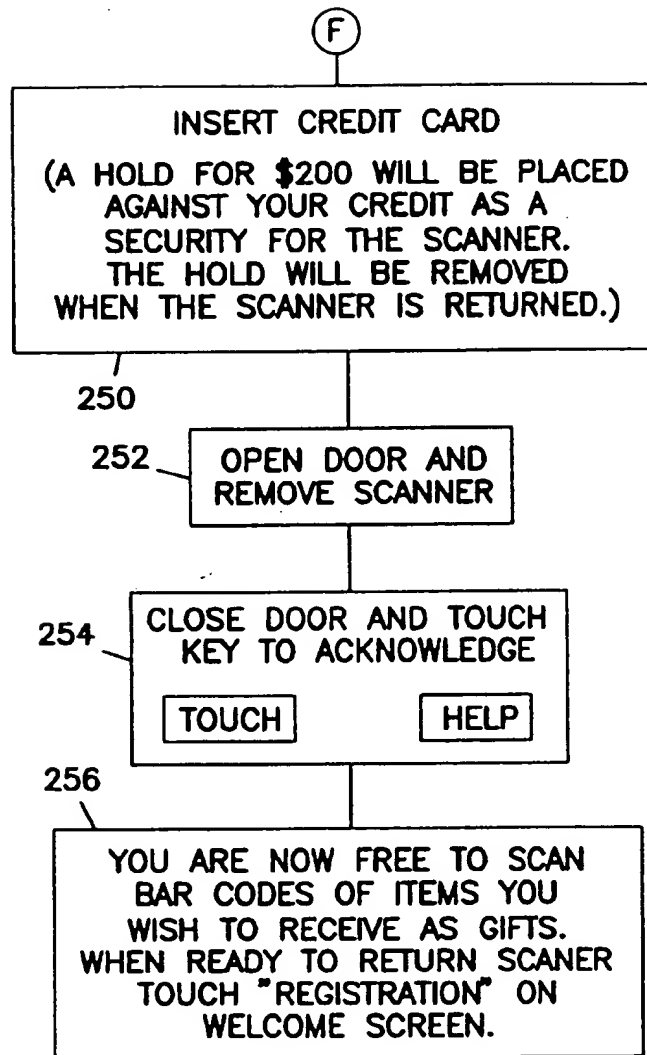 F
INSERT CREDIT CARD
(A HOLD FOR $200 WILL BE PLACED
AGAINST YOUR CREDIT AS A
SECURITY FOR THE SCANNER.
THE HOLD WILL BE REMOVED
WHEN THE SCANNER IS RETURNED.)
250
252
OPEN DOOR AND
REMOVE SCANNER
254
CLOSE DOOR AND TOUCH
KEY TO ACKNOWLEDGE
TOUCH HELP
256
YOU ARE NOW FREE TO SCAN
BAR CODES OF ITEMS YOU
WISH TO RECEIVE AS GIFTS.
WHEN READY TO RETURN SCANER
TOUCH "REGISTRATION" ON
WELCOME SCREEN.